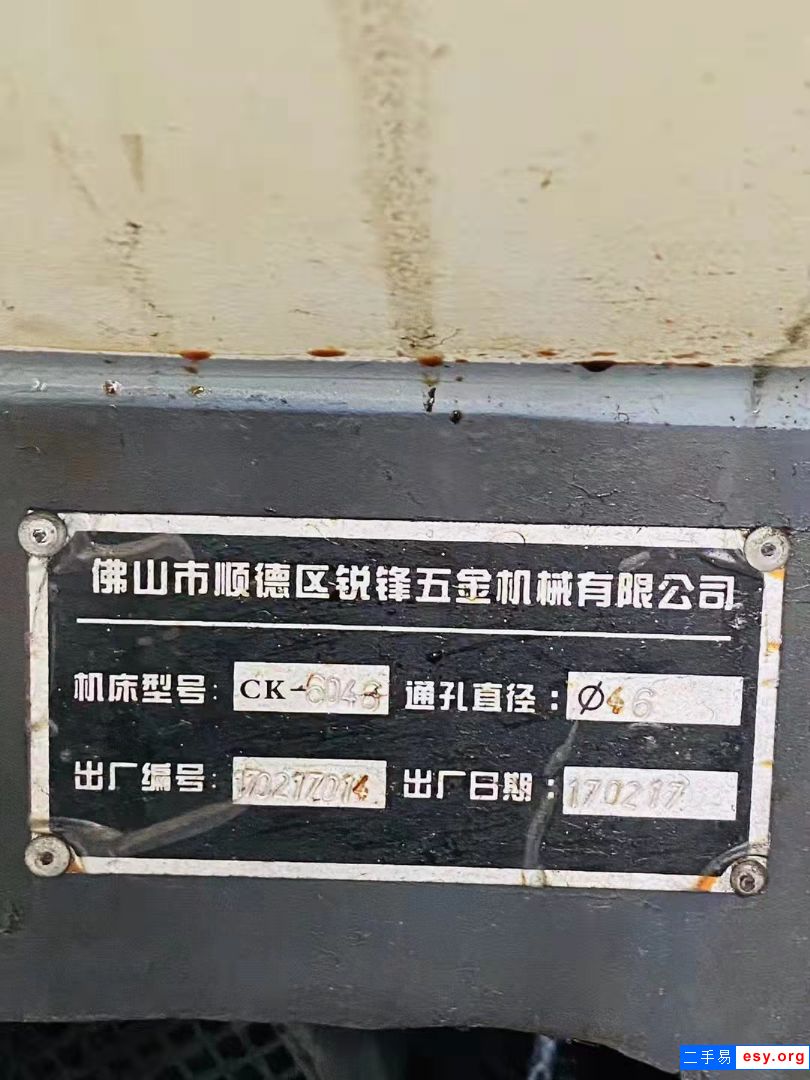 佛山市顺德区锐锋五金机械有限公司
机床型号: CK-6046 通孔直径: Ø46
出厂编号: 170217014 出厂日期: 170217
二手易 esy.org